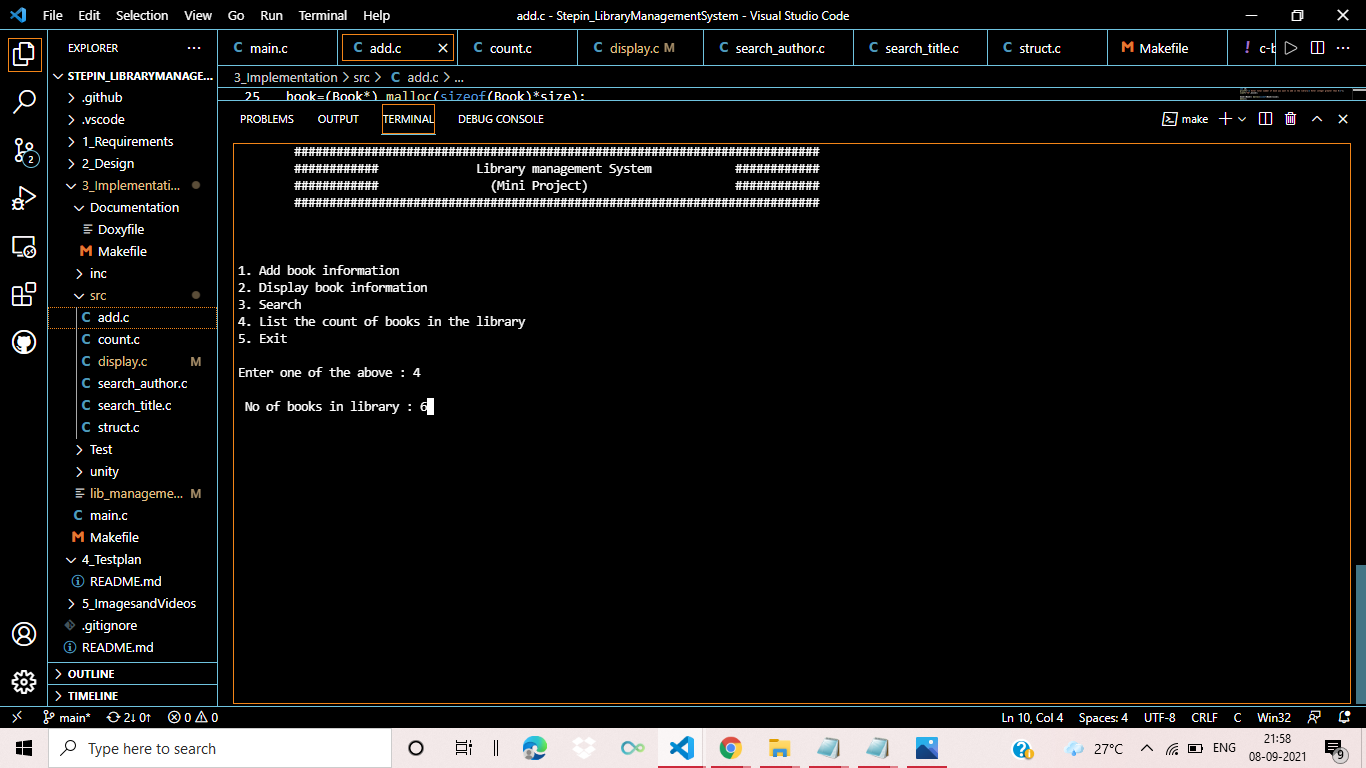 File Edit Selection View Go Run Terminal Help
add.c - Stepin_LibraryManagementSystem - Visual Studio Code
EXPLORER
main.c
add.c
count.c
display.c M
search_author.c
search_title.c
struct.c
Makefile
! c-b
STEPIN_LIBRARYMANAGE...
.github
.vscode
1_Requirements
2_Design
3_Implementati...
Documentation
Doxyfile
Makefile
inc
src
add.c
count.c
display.c M
search_author.c
search_title.c
struct.c
Test
unity
lib_manageme... M
main.c
Makefile
4_Testplan
README.md
5_ImagesandVideos
.gitignore
README.md
OUTLINE
TIMELINE
2
3_Implementation > src > C add.c > ...
25 book=(Book*) malloc(sizeof(Book)*size);
PROBLEMS OUTPUT TERMINAL DEBUG CONSOLE
make
###########################################################################
############ Library management System ############
############ (Mini Project) ############
###########################################################################
1. Add book information
2. Display book information
3. Search
4. List the count of books in the library
5. Exit
Enter one of the above : 4
No of books in library : 6
main* 2↓ 0↑ 0 0
Ln 10, Col 4 Spaces: 4 UTF-8 CRLF C Win32
Type here to search
27°C ENG
21:58
08-09-2021
9